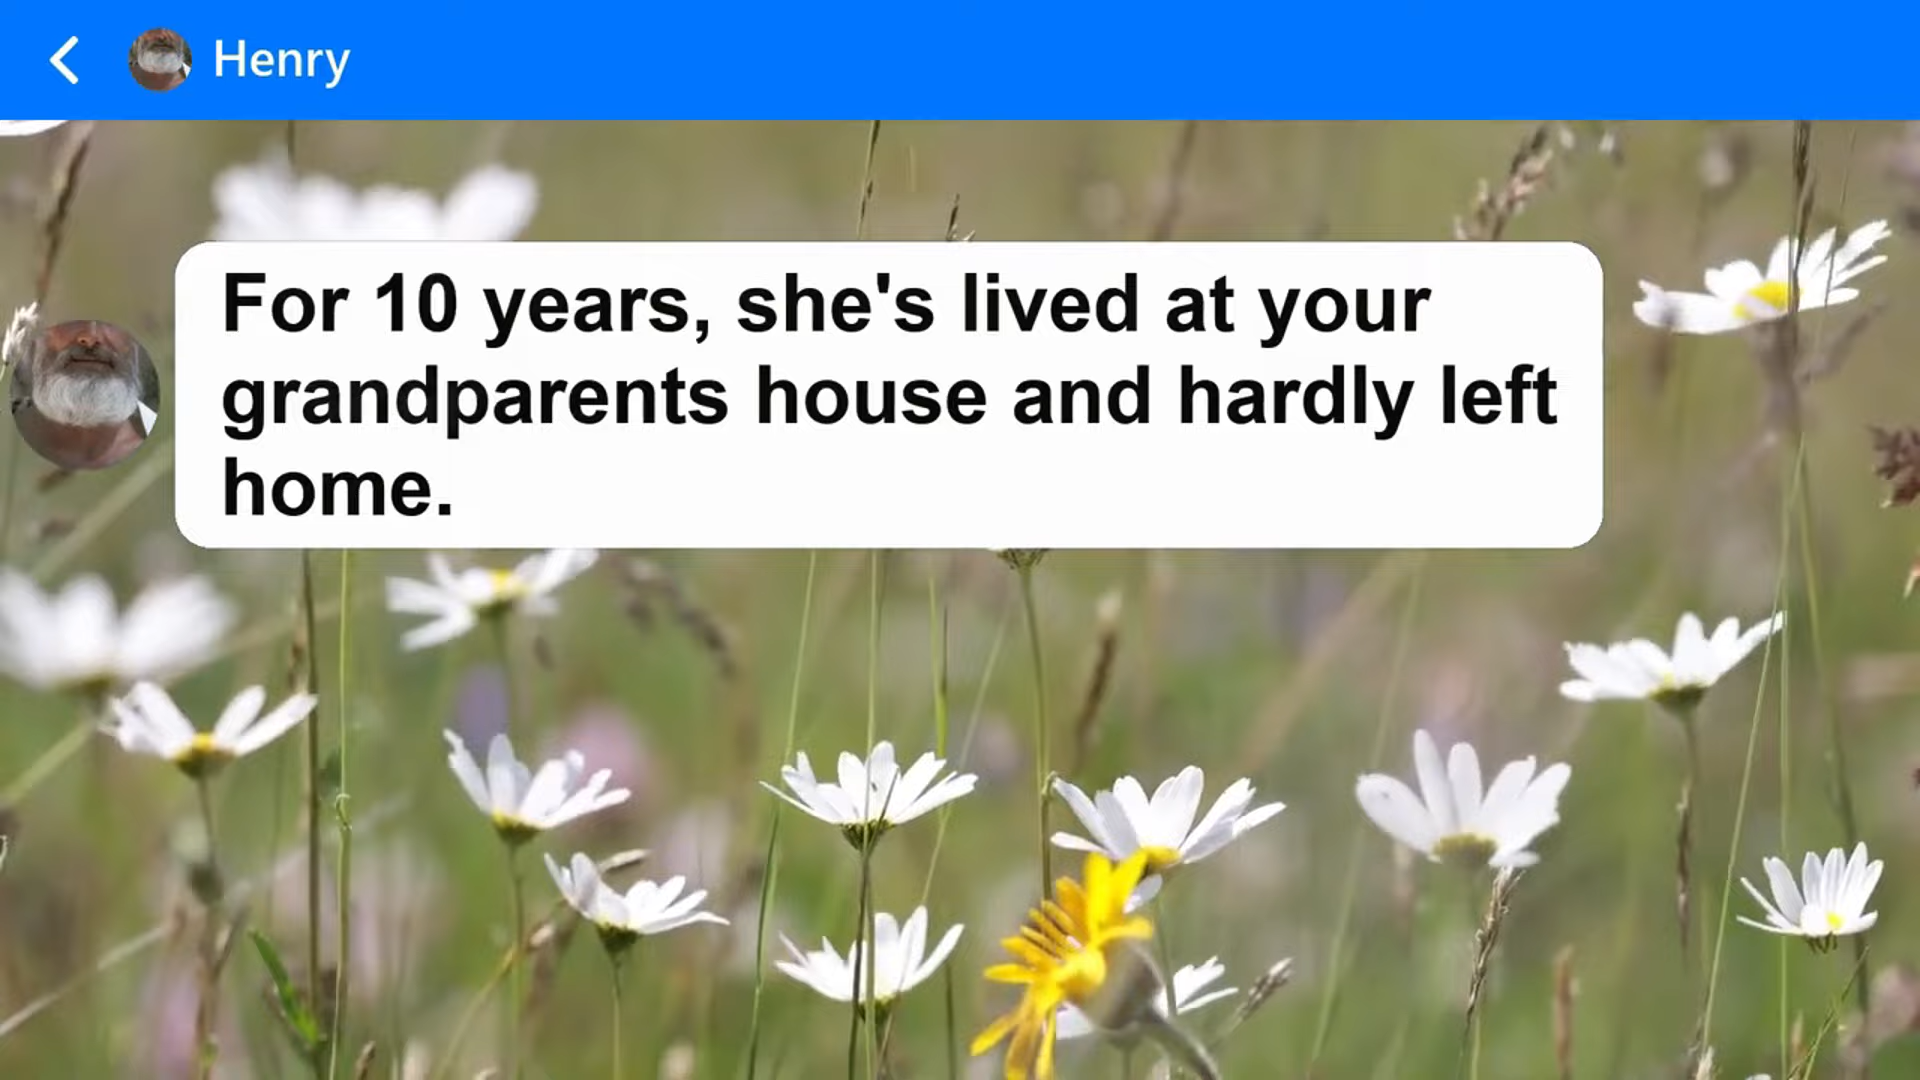 Henry
For 10 years, she's lived at your
grandparents house and hardly left
home.